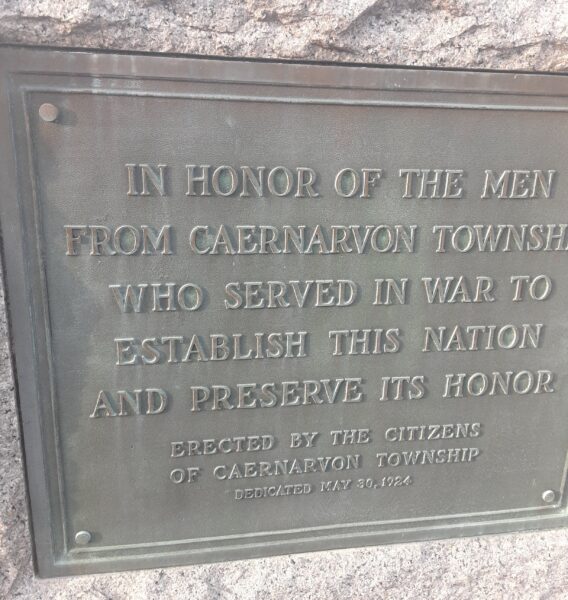 IN HONOR OF THE MEN
FROM CAERNARVON TOWNSH
WHO SERVED IN WAR TO
ESTABLISH THIS NATION
AND PRESERVE ITS HONOR
ERECTED BY THE CITIZENS
OF CAERNARVON TOWNSHIP
DEDICATED MAY 30, 1924